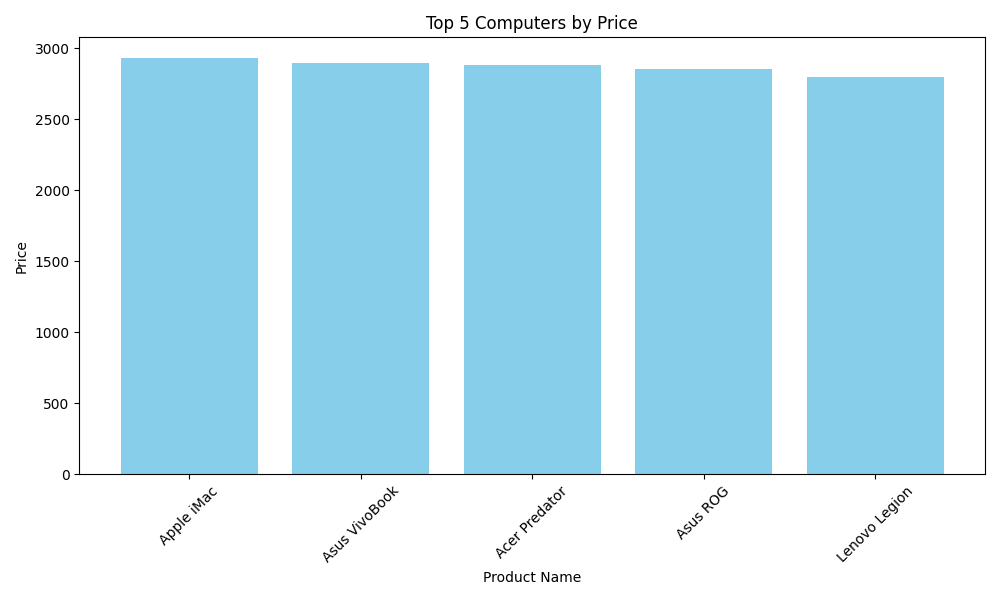 Top 5 Computers by Price
Price
3000
2500
2000
1500
1000
500
0
Apple iMac
Asus VivoBook
Acer Predator
Asus ROG
Lenovo Legion
Product Name